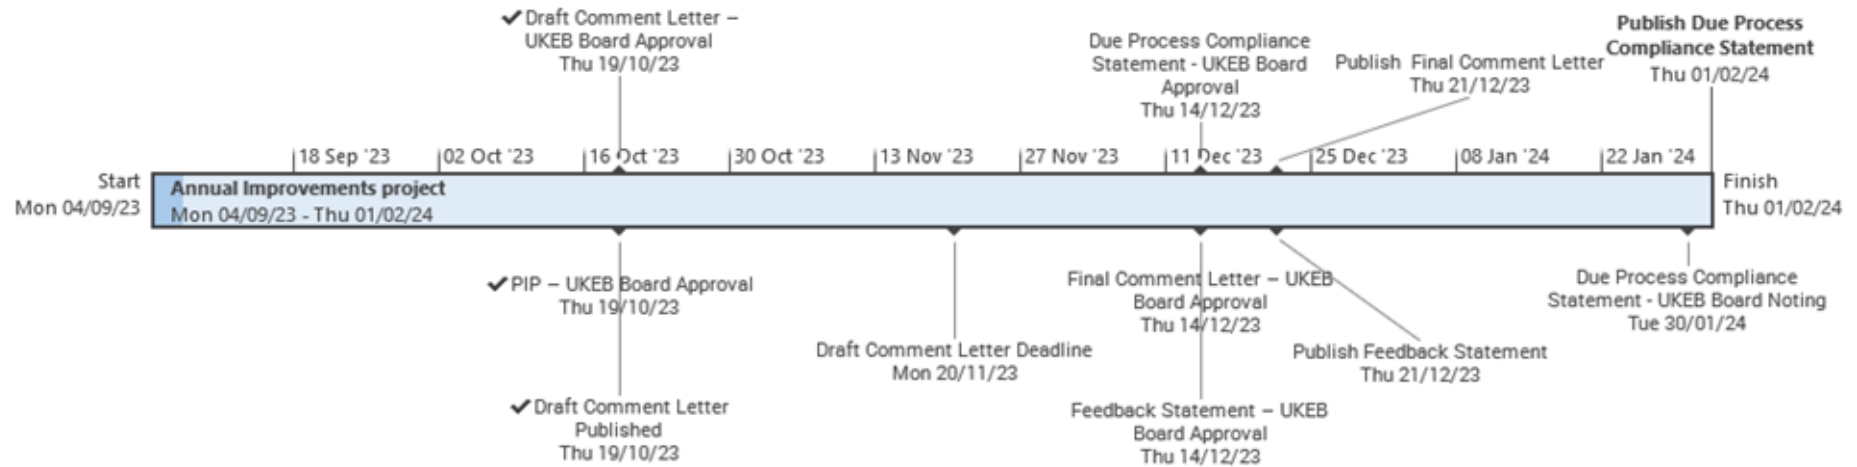 ✔Draft Comment Letter –
UKEB Board Approval
Thu 19/10/23
Due Process Compliance
Statement - UKEB Board
Approval
Thu 14/12/23
Publish Final Comment Letter
Thu 21/12/23
Publish Due Process
Compliance Statement
Thu 01/02/24
18 Sep '23
02 Oct '23
16 Oct '23
30 Oct '23
13 Nov '23
27 Nov '23
11 Dec '23
25 Dec '23
08 Jan '24
22 Jan '24
Start
Mon 04/09/23
Annual Improvements project
Mon 04/09/23 - Thu 01/02/24
Finish
Thu 01/02/24
✔PIP – UKEB Board Approval
Thu 19/10/23
✔Draft Comment Letter
Published
Thu 19/10/23
Draft Comment Letter Deadline
Mon 20/11/23
Final Comment Letter – UKEB
Board Approval
Thu 14/12/23
Feedback Statement – UKEB
Board Approval
Thu 14/12/23
Publish Feedback Statement
Thu 21/12/23
Due Process Compliance
Statement - UKEB Board Noting
Tue 30/01/24